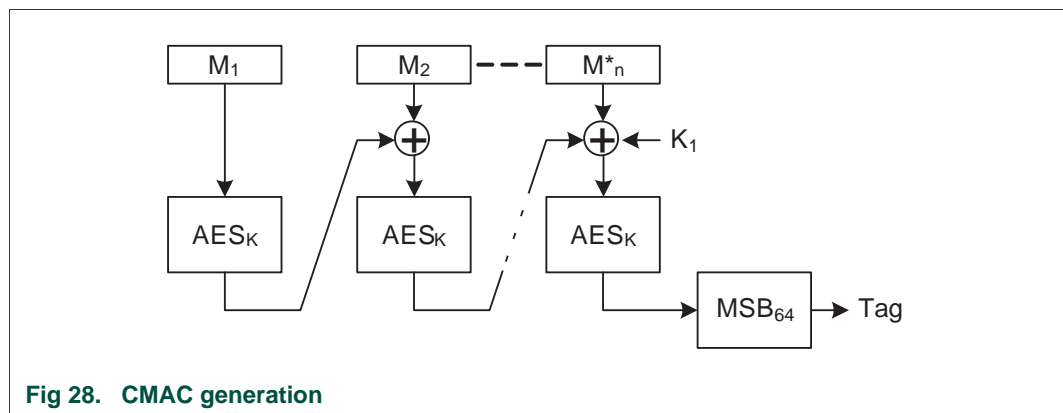 M₁ M₂ M*ₙ
K₁
AESₖ AESₖ AESₖ
MSB₆₄ Tag
Fig 28. CMAC generation